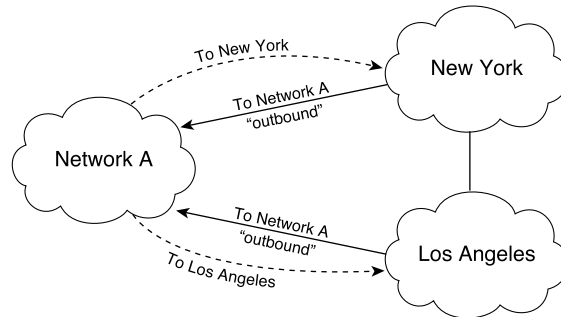 To New York
New York
To Network A
“outbound”
Network A
To Network A
“outbound”
Los Angeles
To Los Angeles